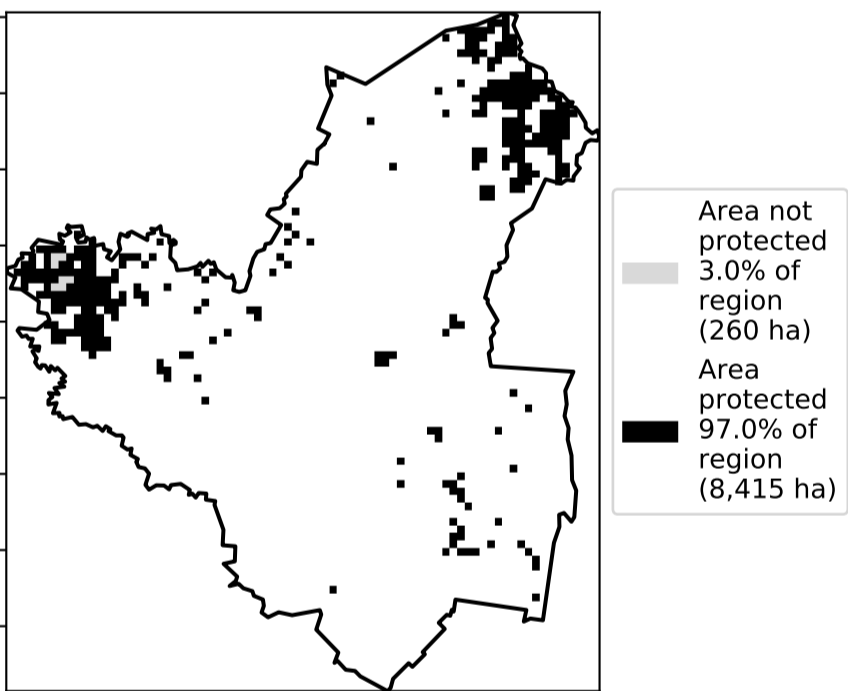 Area not
protected
3.0% of
region
(260 ha)
Area
protected
97.0% of
region
(8,415 ha)